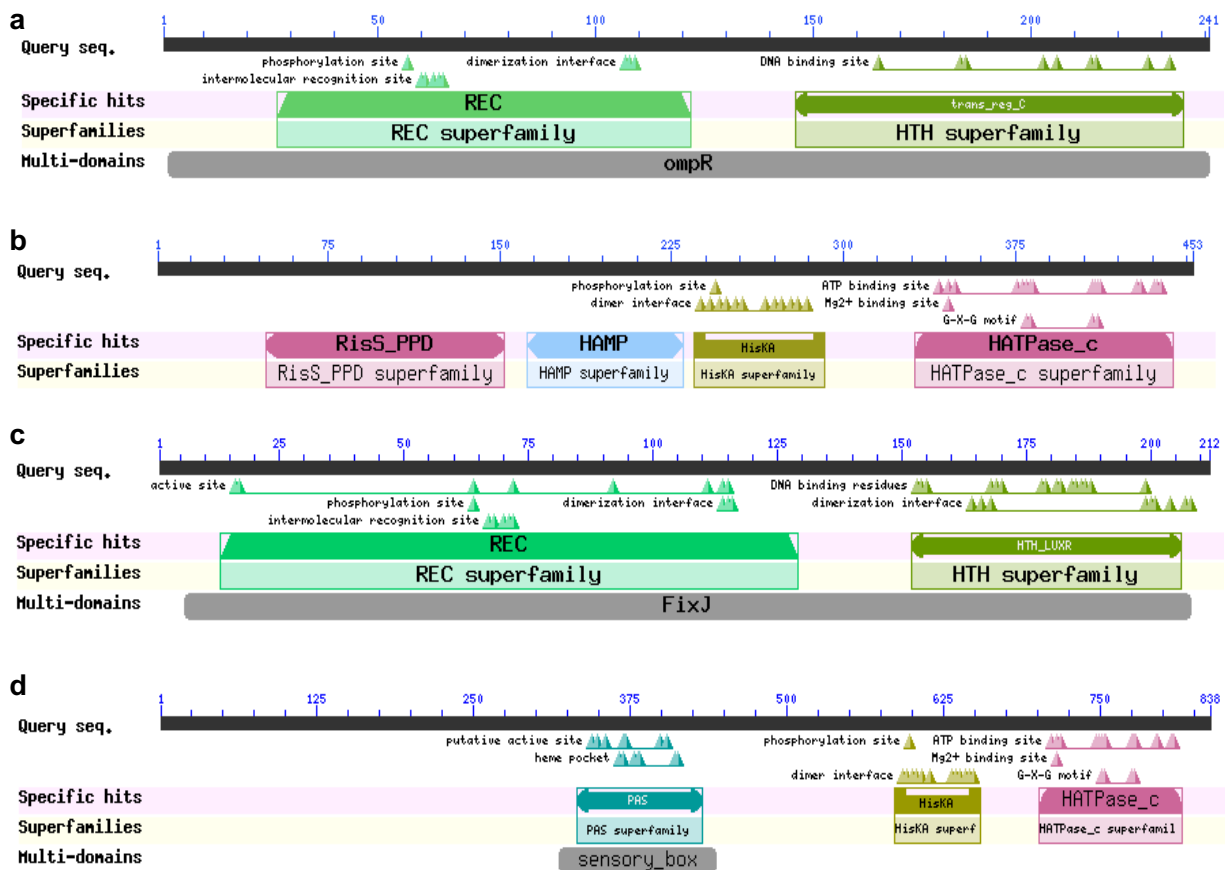 a
1 50 100 150 200 241
Query seq.
phosphorylation site dimerization interface DNA binding site
intermolecular recognition site
Specific hits REC trans_reg_C
Superfamilies REC superfamily HTH superfamily
Multi-domains ompR
b
1 75 150 225 300 375 453
Query seq.
phosphorylation site ATP binding site
dimer interface Mg2+ binding site
G-X-G motif
Specific hits RisS_PPD HAMP HisKA HATPase_c
Superfamilies RisS_PPD superfamily HAMP superfamily HisKA superfamily HATPase_c superfamily
c
1 25 50 75 100 125 150 175 200 212
Query seq.
active site DNA binding residues
phosphorylation site dimerization interface dimerization interface
intermolecular recognition site
Specific hits REC HTH_LUXR
Superfamilies REC superfamily HTH superfamily
Multi-domains FixJ
d
1 125 250 375 500 625 750 838
Query seq.
putative active site phosphorylation site ATP binding site
heme pocket Mg2+ binding site
dimer interface G-X-G motif
Specific hits PAS HisKA HATPase_c
Superfamilies PAS superfamily HisKA superf HATPase_c superfamil
Multi-domains sensory_box